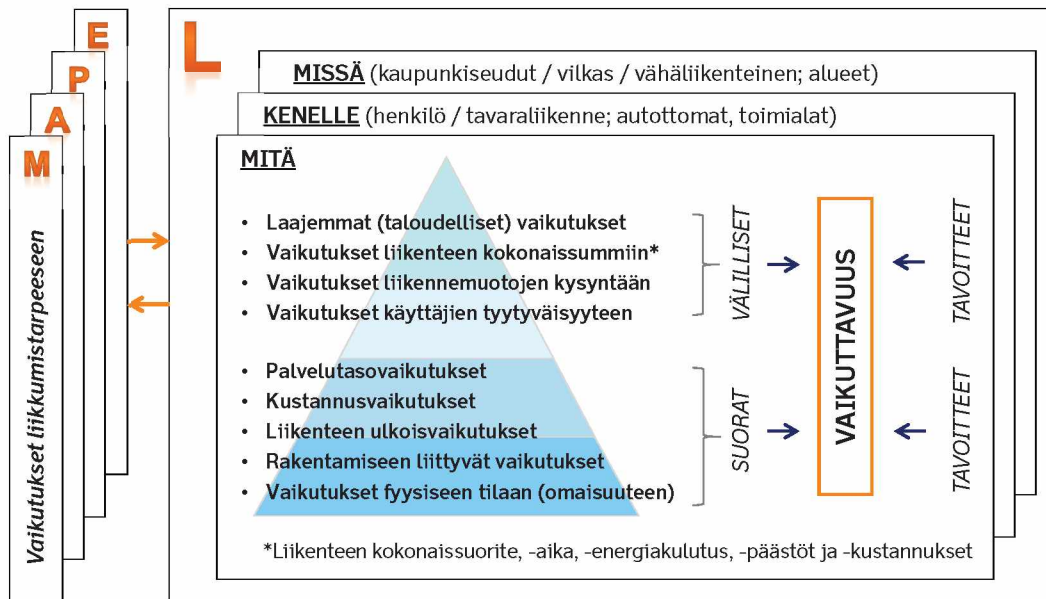 E
P
A
M
Vaikutukset liikkumistarpeeseen
L
MISSÄ (kaupunkiseudut / vilkas / vähäliikenteinen; alueet)
KENELLE (henkilö / tavaraliikenne; autottomat, toimialat)
MITÄ
• Laajemmat (taloudelliset) vaikutukset
• Vaikutukset liikenteen kokonaissummiin*
• Vaikutukset liikennemuotojen kysyntään
• Vaikutukset käyttäjien tyytyväisyyteen
VÄLILLISET
• Palvelutasovaikutukset
• Kustannusvaikutukset
• Liikenteen ulkoisvaikutukset
• Rakentamiseen liittyvät vaikutukset
• Vaikutukset fyysiseen tilaan (omaisuuteen)
SUORAT
VAIKUTTAVUUS
TAVOITTEET
TAVOITTEET
*Liikenteen kokonaissuorite, -aika, -energiakulutus, -päästöt ja -kustannukset